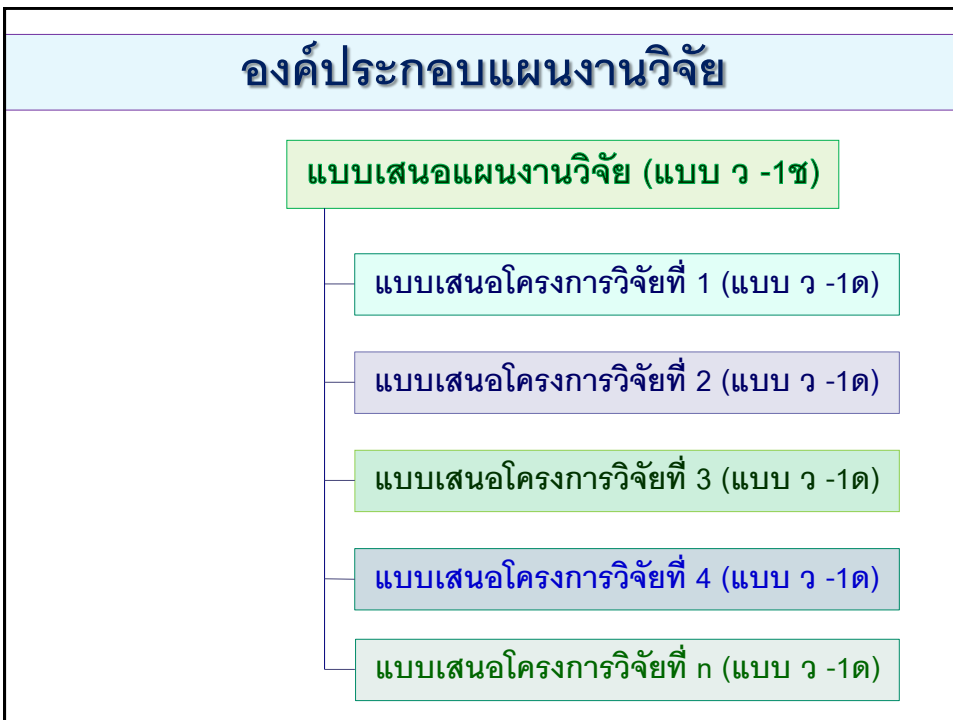 องค์ประกอบแผนงานวิจัย
แบบเสนอแผนงานวิจัย (แบบ ว -1ช)
แบบเสนอโครงการวิจัยที่ 1 (แบบ ว -1ด)
แบบเสนอโครงการวิจัยที่ 2 (แบบ ว -1ด)
แบบเสนอโครงการวิจัยที่ 3 (แบบ ว -1ด)
แบบเสนอโครงการวิจัยที่ 4 (แบบ ว -1ด)
แบบเสนอโครงการวิจัยที่ n (แบบ ว -1ด)